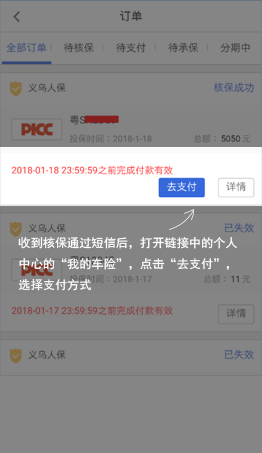 订单
全部订单 待核保 待支付 待承保 分期中
义乌人保 核保成功
PICC 粤S
投保时间：2018-1-18 总额：5050元
2018-01-18 23:59:59之前完成付款有效
去支付 详情
义乌人保 已失效
收到核保通过短信后，打开链接中的个人
中心的“我的车险”，点击“去支付”，
选择支付方式
PICC
投保时间：2018-1-17 总额：11元
2018-01-17 23:59:59之前完成付款有效
详情
义乌人保 已失效